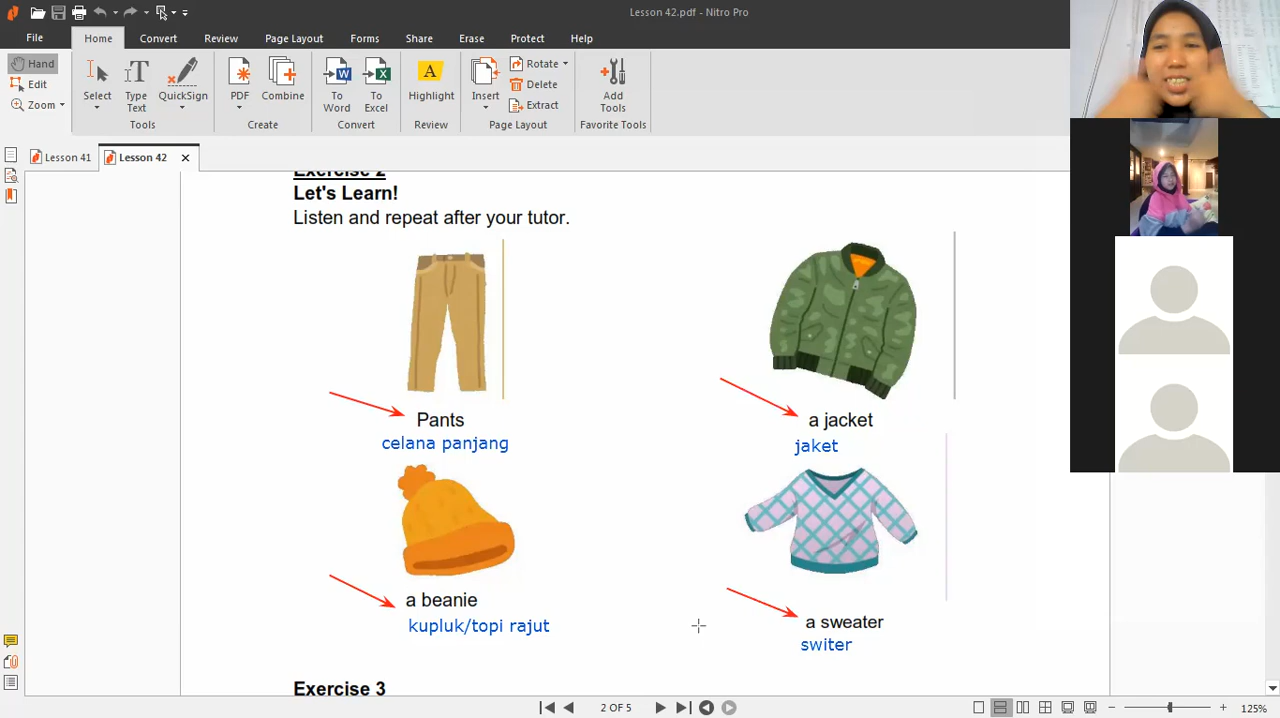 Lesson 42.pdf - Nitro Pro
File Home Convert Review Page Layout Forms Share Erase Protect Help
Hand
Edit
Zoom
Select
Type Text
QuickSign
Tools
PDF
Combine
Create
To Word
To Excel
Convert
Highlight
Review
Insert
Rotate
Delete
Extract
Page Layout
Add Tools
Favorite Tools
Lesson 41
Lesson 42
Exercise 2
Let's Learn!
Listen and repeat after your tutor.
Pants
celana panjang
a jacket
jaket
a beanie
kupluk/topi rajut
a sweater
switer
Exercise 3
2 OF 5
125%